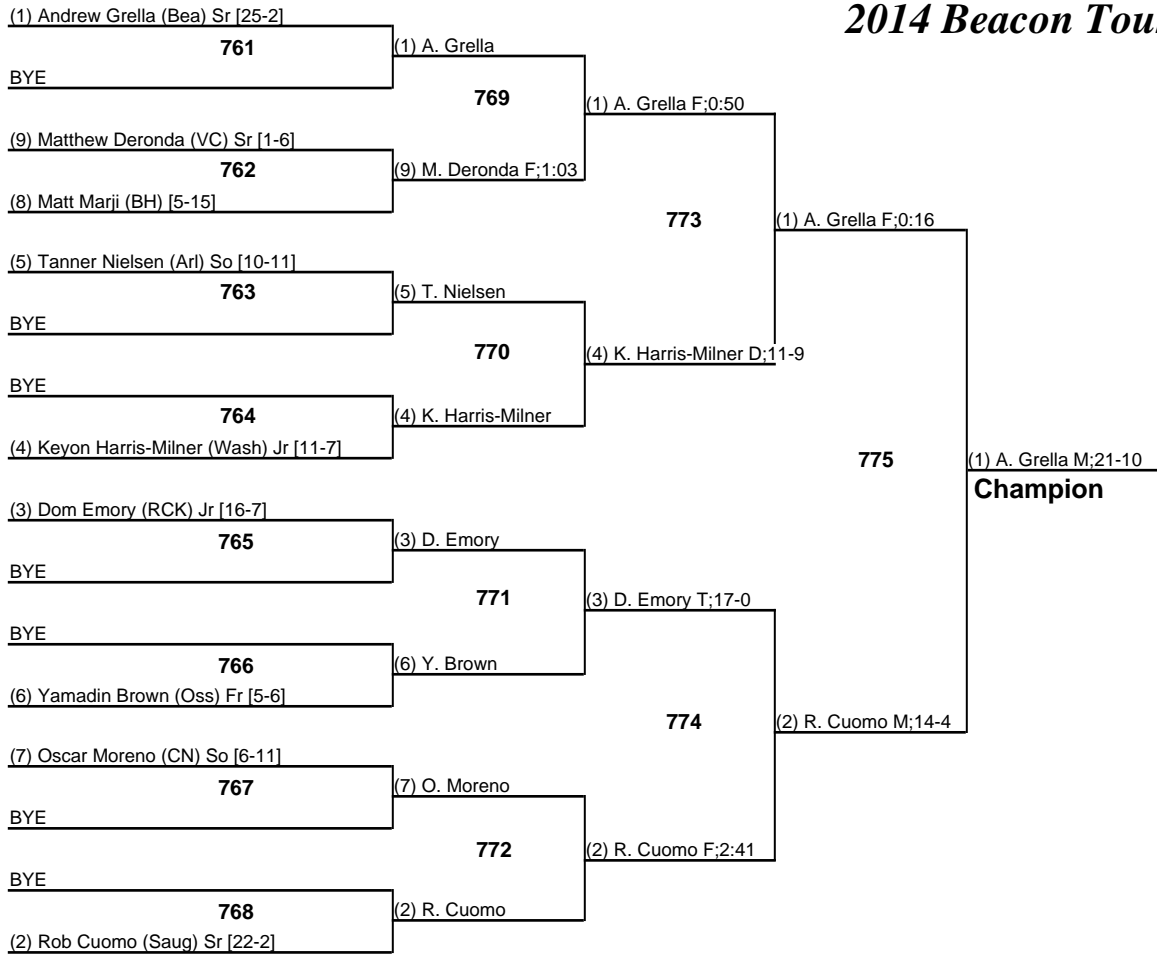 2014 Beacon Tou
(1) Andrew Grella (Bea) Sr [25-2]
761
BYE
(9) Matthew Deronda (VC) Sr [1-6]
762
(8) Matt Marji (BH) [5-15]
(5) Tanner Nielsen (Arl) So [10-11]
763
BYE
BYE
764
(4) Keyon Harris-Milner (Wash) Jr [11-7]
(3) Dom Emory (RCK) Jr [16-7]
765
BYE
BYE
766
(6) Yamadin Brown (Oss) Fr [5-6]
(7) Oscar Moreno (CN) So [6-11]
767
BYE
BYE
768
(2) Rob Cuomo (Saug) Sr [22-2]
(1) A. Grella
769
(9) M. Deronda F;1:03
(5) T. Nielsen
770
(4) K. Harris-Milner
(3) D. Emory
771
(6) Y. Brown
(7) O. Moreno
772
(2) R. Cuomo
(1) A. Grella F;0:50
773
(4) K. Harris-Milner D;11-9
(3) D. Emory T;17-0
774
(2) R. Cuomo F;2:41
(1) A. Grella F;0:16
775
(2) R. Cuomo M;14-4
(1) A. Grella M;21-10
Champion